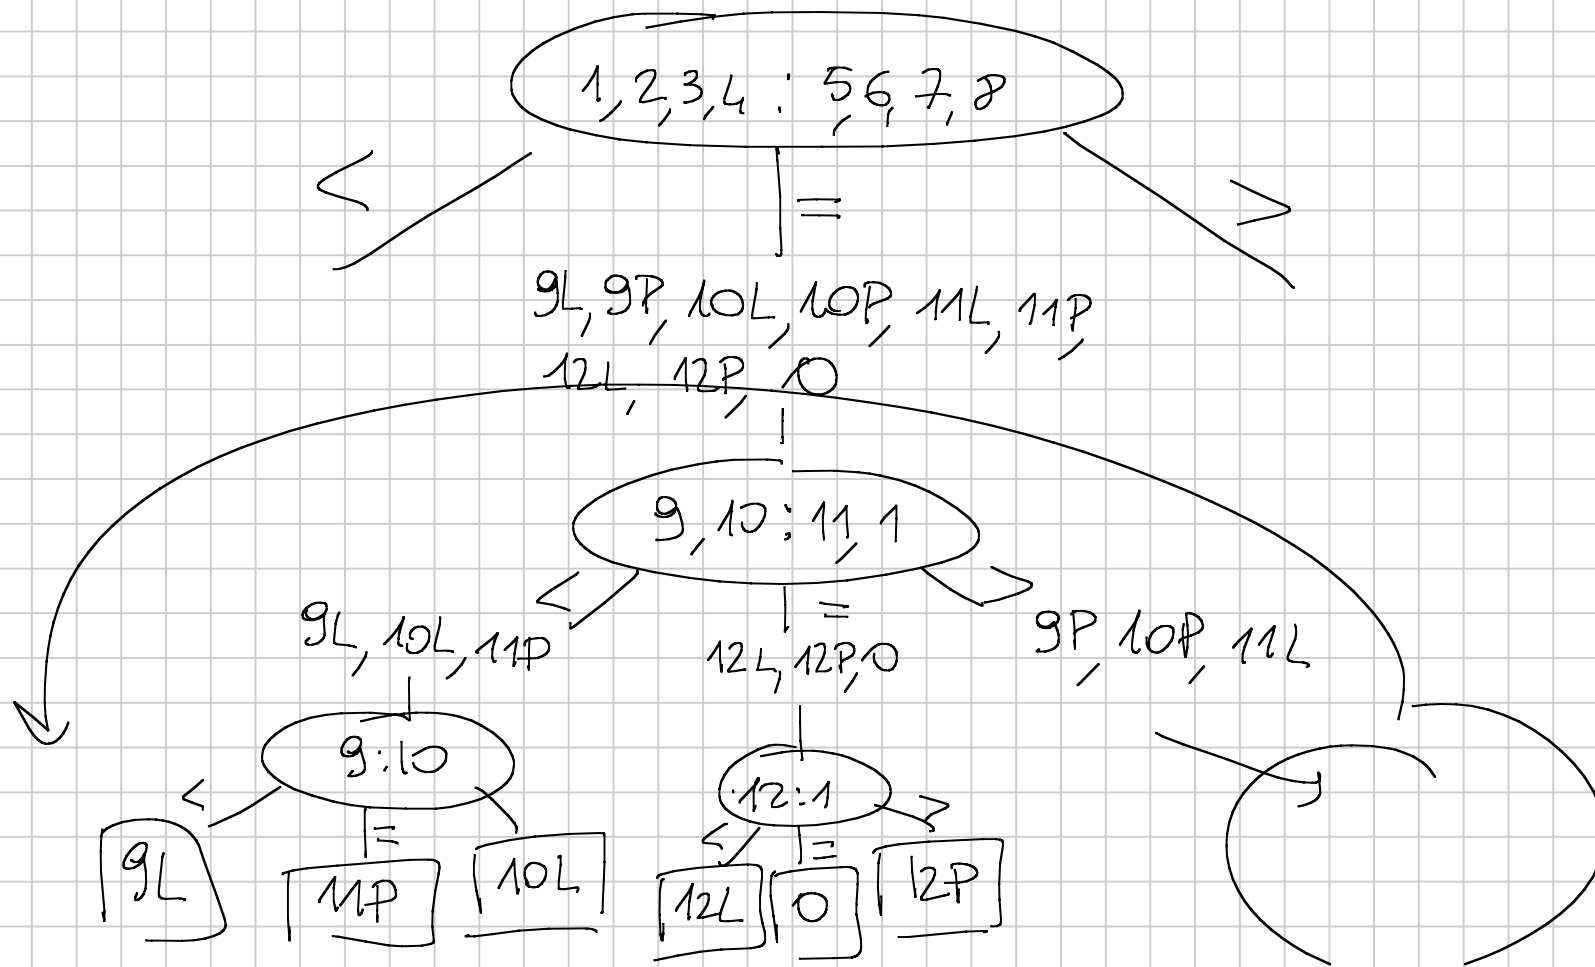 1,2,3,4 : 5,6,7,8
< = >
9L, 9P, 10L, 10P, 11L, 11P,
12L, 12P, 0
9,10 : 11,1
< = >
9L, 10L, 11P
12L, 12P, 0
9P, 10P, 11L
9:10
12:1
< = < = >
9L
11P
10L
12L
0
12P